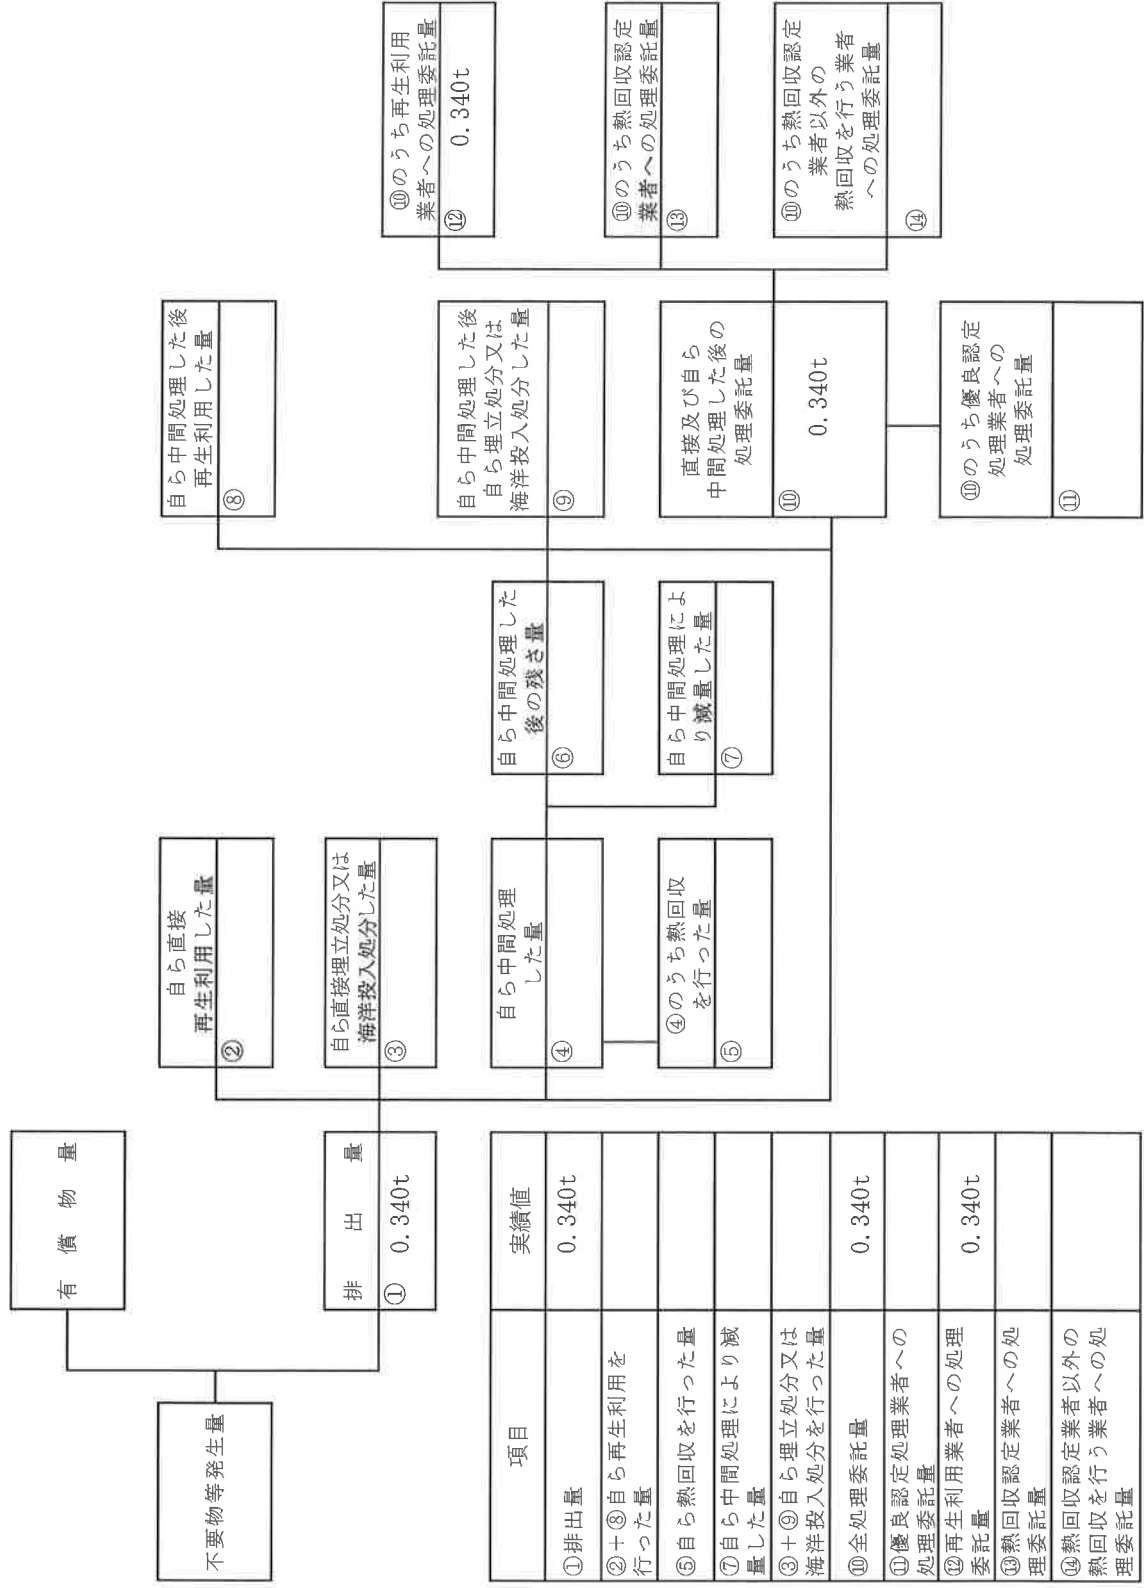 不要物等発生量
有償物量
排出量
① 0.340t
自ら直接
再生利用した量
②
自ら直接埋立処分又は
海洋投入処分した量
③
自ら中間処理
した量
④
④のうち熱回収
を行った量
⑤
自ら中間処理した
後の残さ量
⑥
自ら中間処理によ
り減量した量
⑦
自ら中間処理した後
再生利用した量
⑧
自ら中間処理した後
自ら埋立処分又は
海洋投入処分した量
⑨
直接及び自ら
中間処理した後の
処理委託量
⑩ 0.340t
⑩のうち優良認定
処理業者への
処理委託量
⑪
⑩のうち再生利用
業者への処理委託量
⑫ 0.340t
⑩のうち熱回収認定
業者への処理委託量
⑬
⑩のうち熱回収認定
業者以外の
熱回収を行う業者
への処理委託量
⑭
項目 実績値
①排出量 0.340t
②+⑧自ら再生利用を
行った量
⑤自ら熱回収を行った量
⑦自ら中間処理により減
量した量
③+⑨自ら埋立処分又は
海洋投入処分を行った量
⑩全処理委託量 0.340t
⑪優良認定処理業者への
処理委託量
⑫再生利用業者への処理
委託量 0.340t
⑬熱回収認定業者への処
理委託量
⑭熱回収認定業者以外の
熱回収を行う業者への処
理委託量